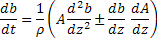 db/dt = 1/ρ (A d²b/dz² ± db/dz dA/dz)